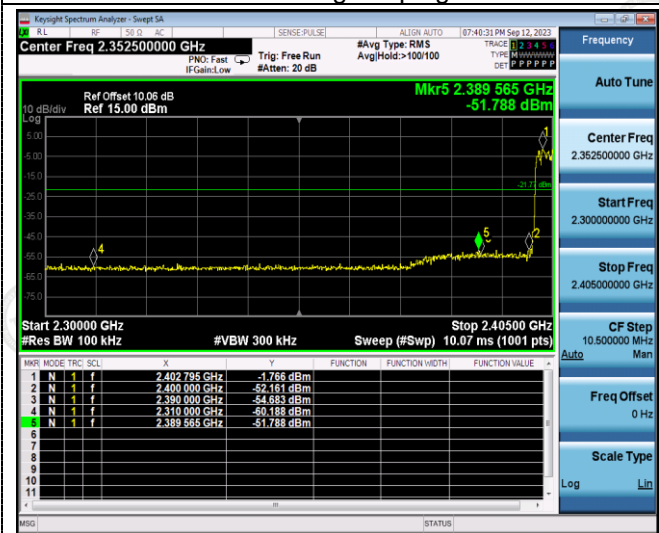 Keysight Spectrum Analyzer - Swept SA
RL RF 50 Ω AC SENSE:PULSE ALIGN AUTO 07:40:31 PM Sep 12, 2023
Center Freq 2.352500000 GHz
PNO: Fast
IFGain:Low
Trig: Free Run
#Atten: 20 dB
#Avg Type: RMS
Avg|Hold:>100/100
TRACE 1 2 3 4 5 6
TYPE M W W W W W
DET P P P P P P
Ref Offset 10.06 dB
10 dB/div Ref 15.00 dBm
Log
Mkr5 2.389 565 GHz
-51.788 dBm
5.00
-5.00
-15.0
-25.0
-35.0
-45.0
-55.0
-65.0
-75.0
1
-21.77 dBm
5
2
4
Start 2.30000 GHz Stop 2.40500 GHz
#Res BW 100 kHz #VBW 300 kHz Sweep (#Swp) 10.07 ms (1001 pts)
MKR MODE TRC SCL X Y FUNCTION FUNCTION WIDTH FUNCTION VALUE
1 N 1 f 2.402 795 GHz -1.766 dBm
2 N 1 f 2.400 000 GHz -52.161 dBm
3 N 1 f 2.390 000 GHz -54.683 dBm
4 N 1 f 2.310 000 GHz -60.188 dBm
5 N 1 f 2.389 565 GHz -51.788 dBm
6
7
8
9
10
11
MSG STATUS
Frequency
Auto Tune
Center Freq
2.352500000 GHz
Start Freq
2.300000000 GHz
Stop Freq
2.405000000 GHz
CF Step
10.500000 MHz
Auto Man
Freq Offset
0 Hz
Scale Type
Log Lin